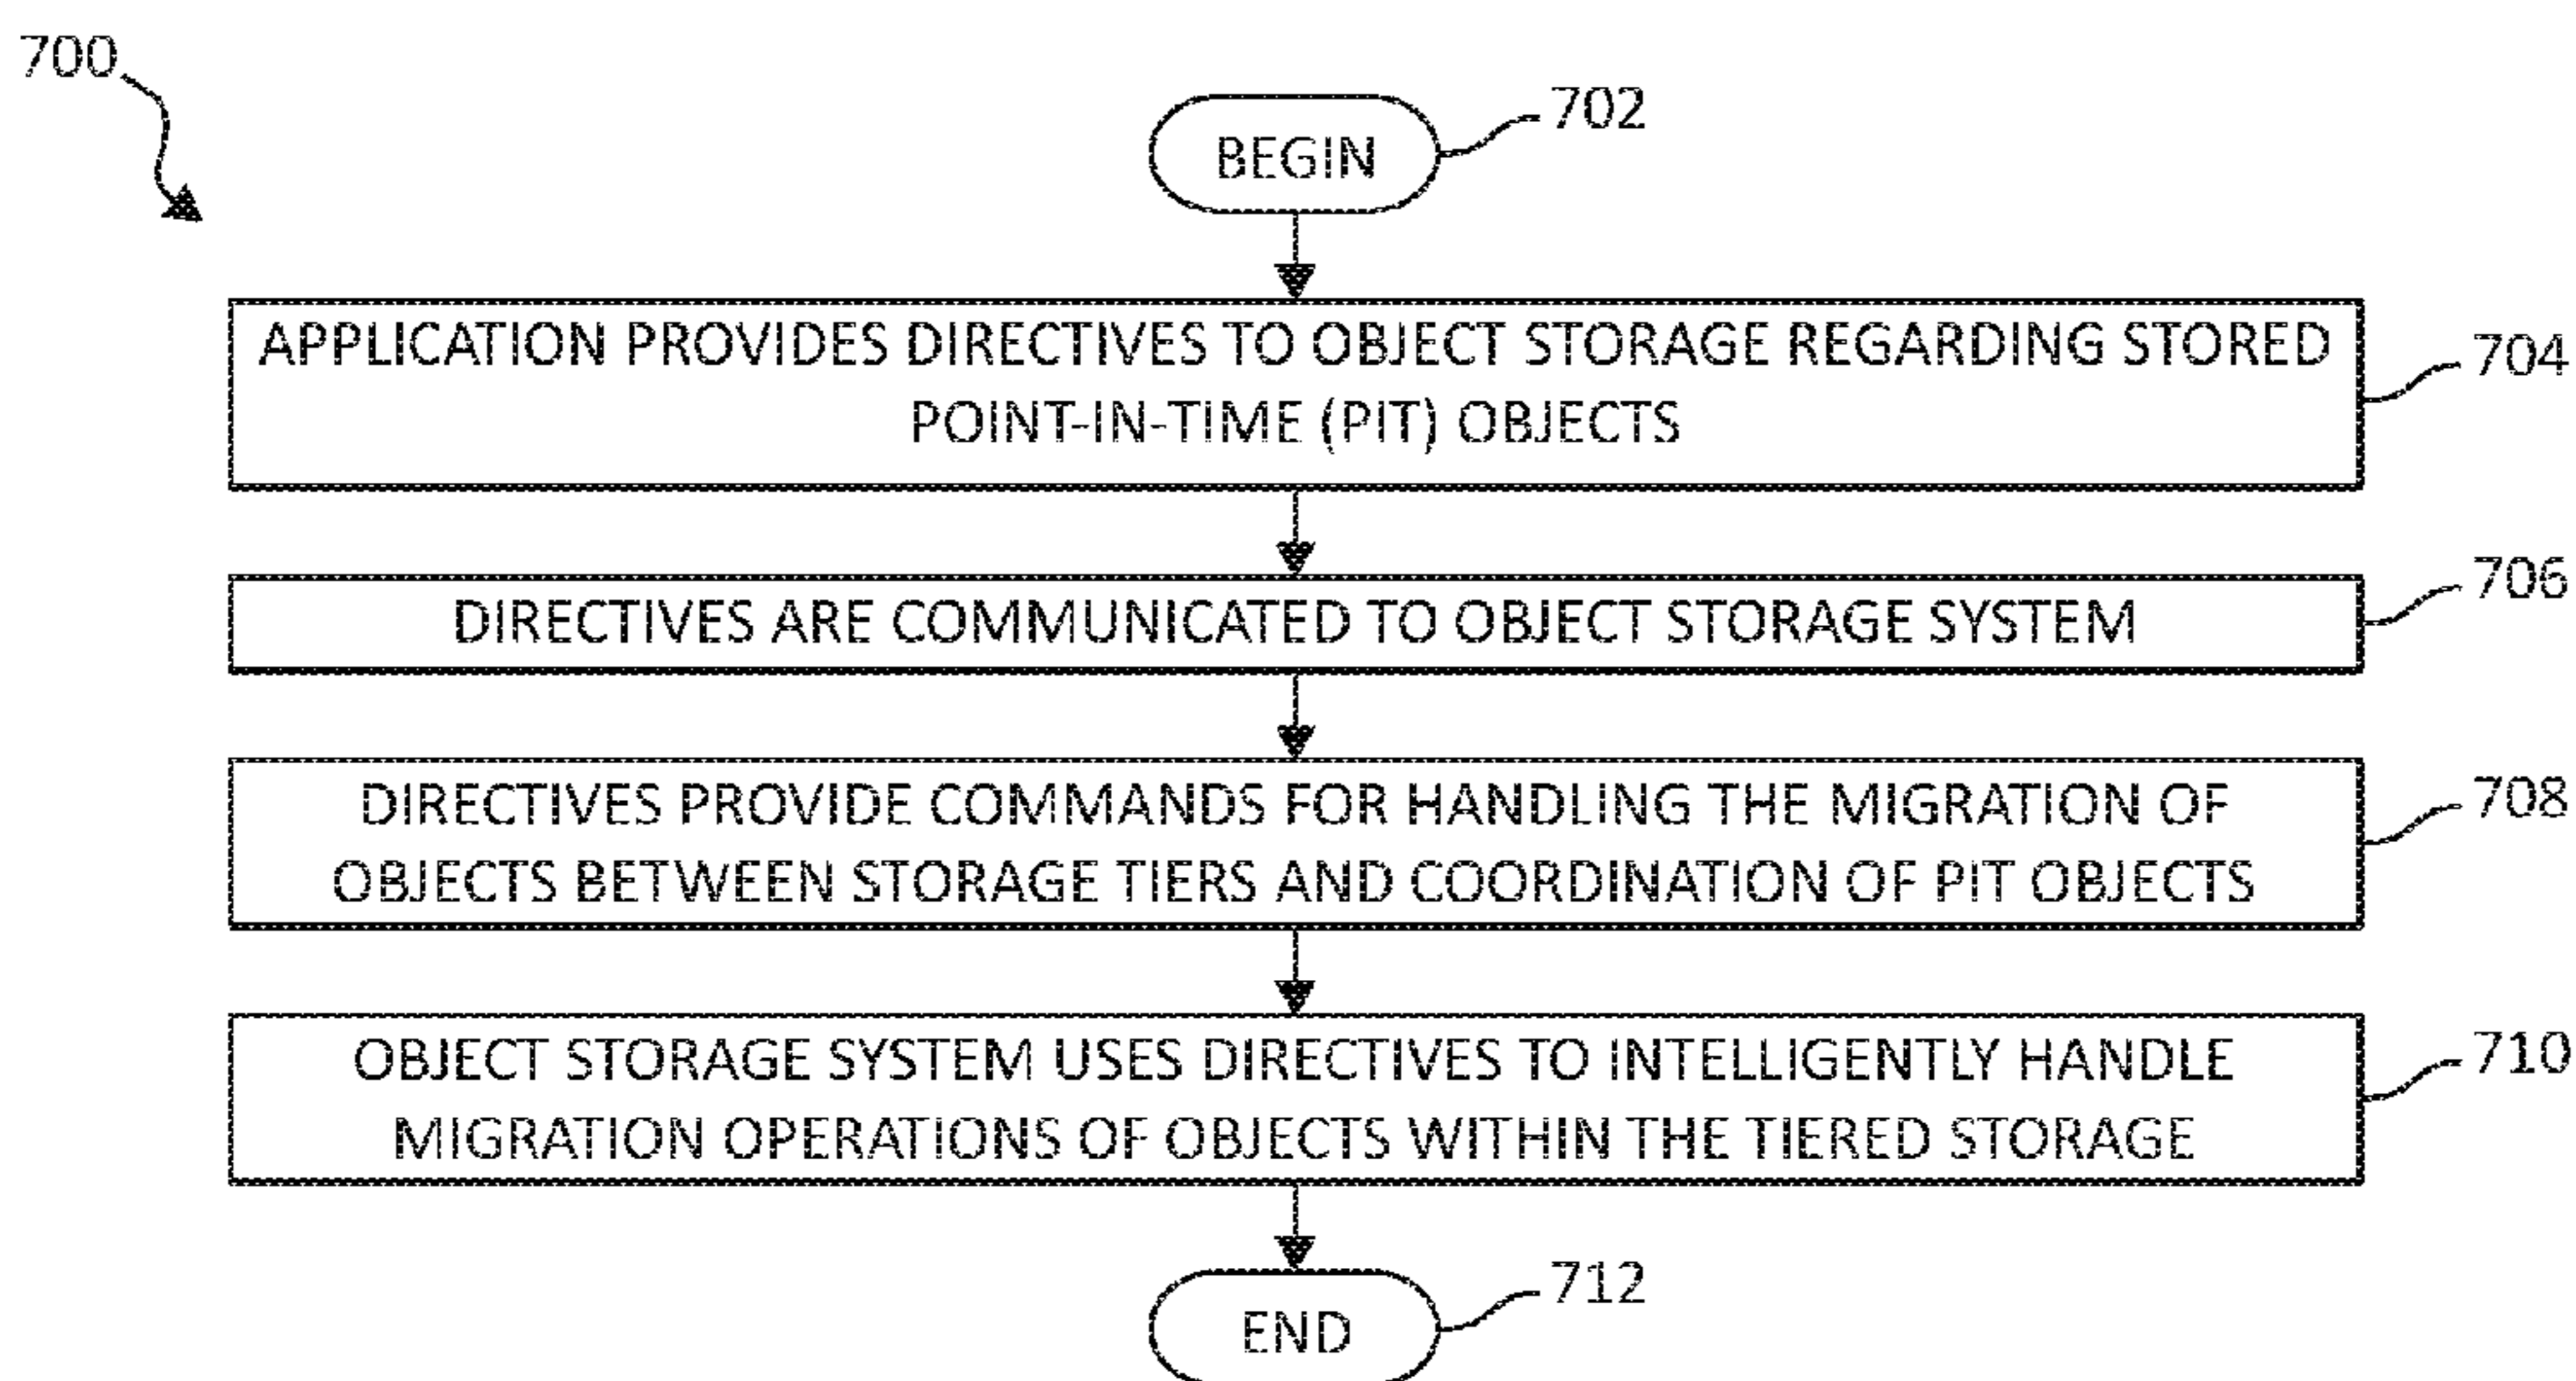 700
BEGIN
702
APPLICATION PROVIDES DIRECTIVES TO OBJECT STORAGE REGARDING STORED
POINT-IN-TIME (PIT) OBJECTS
704
DIRECTIVES ARE COMMUNICATED TO OBJECT STORAGE SYSTEM
706
DIRECTIVES PROVIDE COMMANDS FOR HANDLING THE MIGRATION OF
OBJECTS BETWEEN STORAGE TIERS AND COORDINATION OF PIT OBJECTS
708
OBJECT STORAGE SYSTEM USES DIRECTIVES TO INTELLIGENTLY HANDLE
MIGRATION OPERATIONS OF OBJECTS WITHIN THE TIERED STORAGE
710
END
712